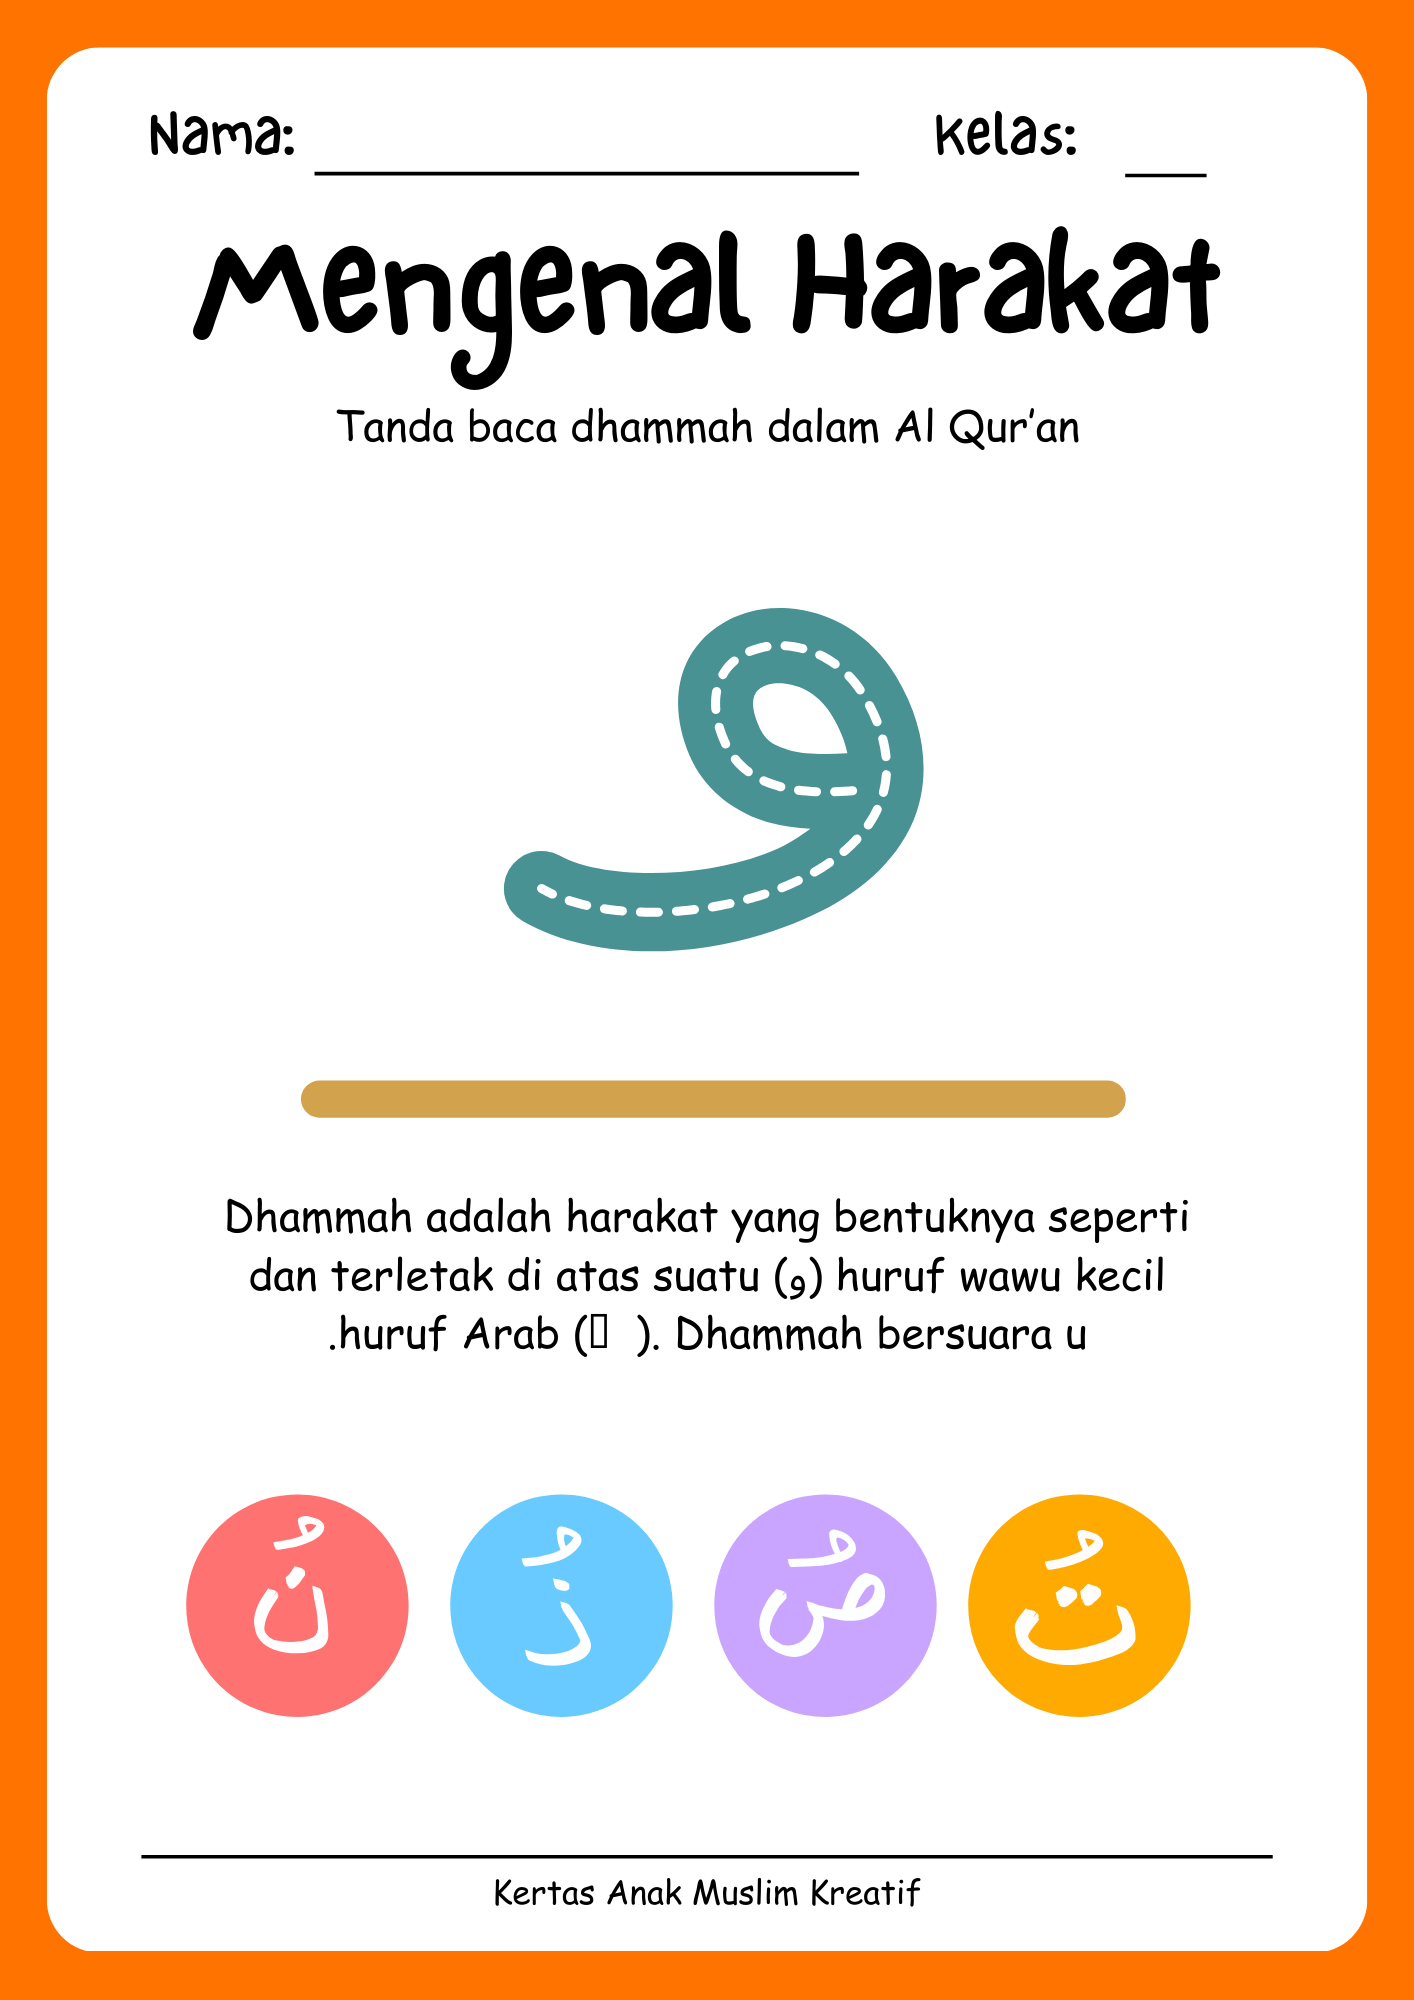 Nama: Kelas:
Mengenal Harakat
Tanda baca dhammah dalam Al Qur'an
و
Dhammah adalah harakat yang bentuknya seperti
dan terletak di atas suatu (و) huruf wawu kecil
.huruf Arab (  ). Dhammah bersuara u
تُ صُ ذُ نُ
Kertas Anak Muslim Kreatif